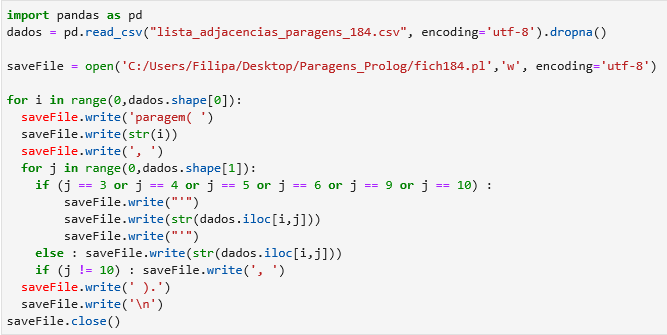 import pandas as pd
dados = pd.read_csv("lista_adjacencias_paragens_184.csv", encoding='utf-8').dropna()

saveFile = open('C:/Users/Filipa/Desktop/Paragens_Prolog/fich184.pl','w', encoding='utf-8')

for i in range(0,dados.shape[0]):
  saveFile.write('paragem( ')
  saveFile.write(str(i))
  saveFile.write(', ')
  for j in range(0,dados.shape[1]):
    if (j == 3 or j == 4 or j == 5 or j == 6 or j == 9 or j == 10) :
        saveFile.write("'")
        saveFile.write(str(dados.iloc[i,j]))
        saveFile.write("'")
    else : saveFile.write(str(dados.iloc[i,j]))
    if (j != 10) : saveFile.write(', ')
  saveFile.write(' ).')
  saveFile.write('\n')
saveFile.close()